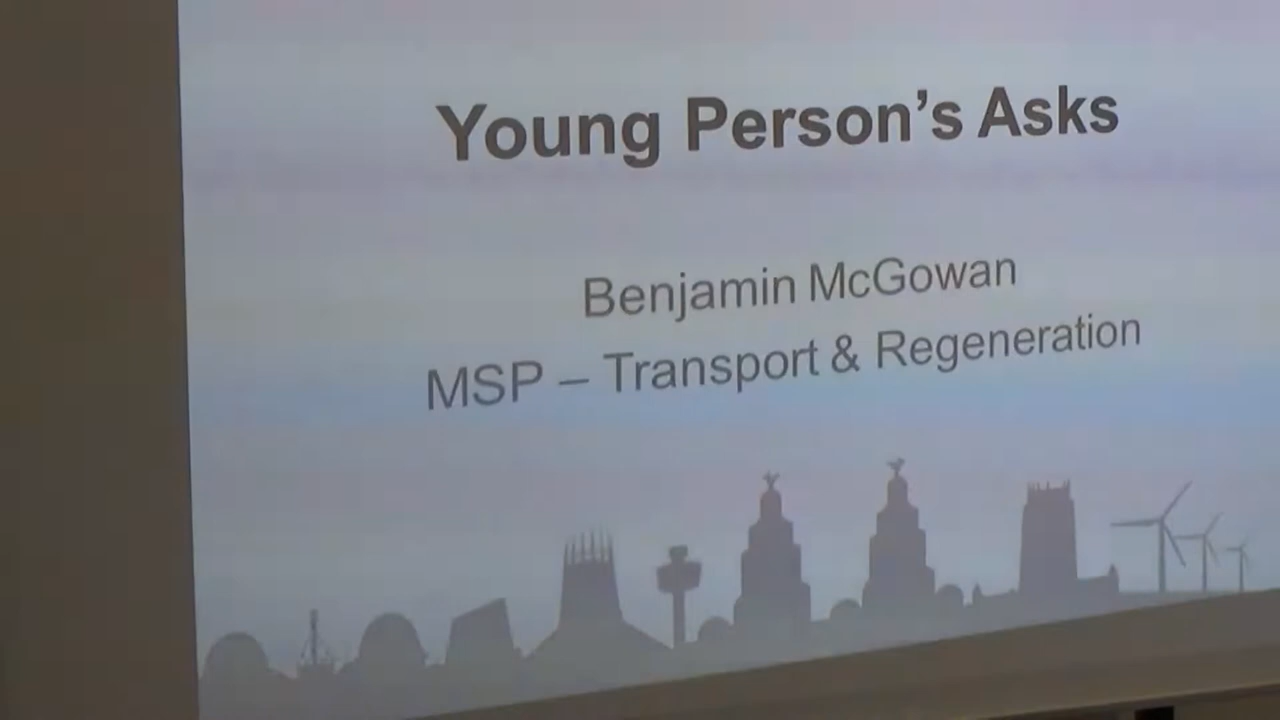 Young Person’s Asks
Benjamin McGowan
MSP – Transport & Regeneration